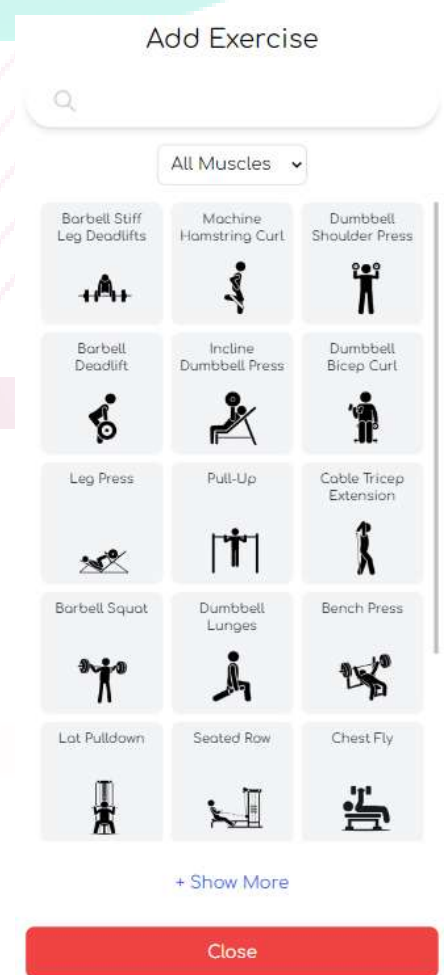 Add Exercise
All Muscles
Barbell Stiff
Leg Deadlifts
Machine
Hamstring Curl
Dumbbell
Shoulder Press
Barbell
Deadlift
Incline
Dumbbell Press
Dumbbell
Bicep Curl
Leg Press
Pull-Up
Cable Tricep
Extension
Barbell Squat
Dumbbell
Lunges
Bench Press
Lat Pulldown
Seated Row
Chest Fly
+ Show More
Close